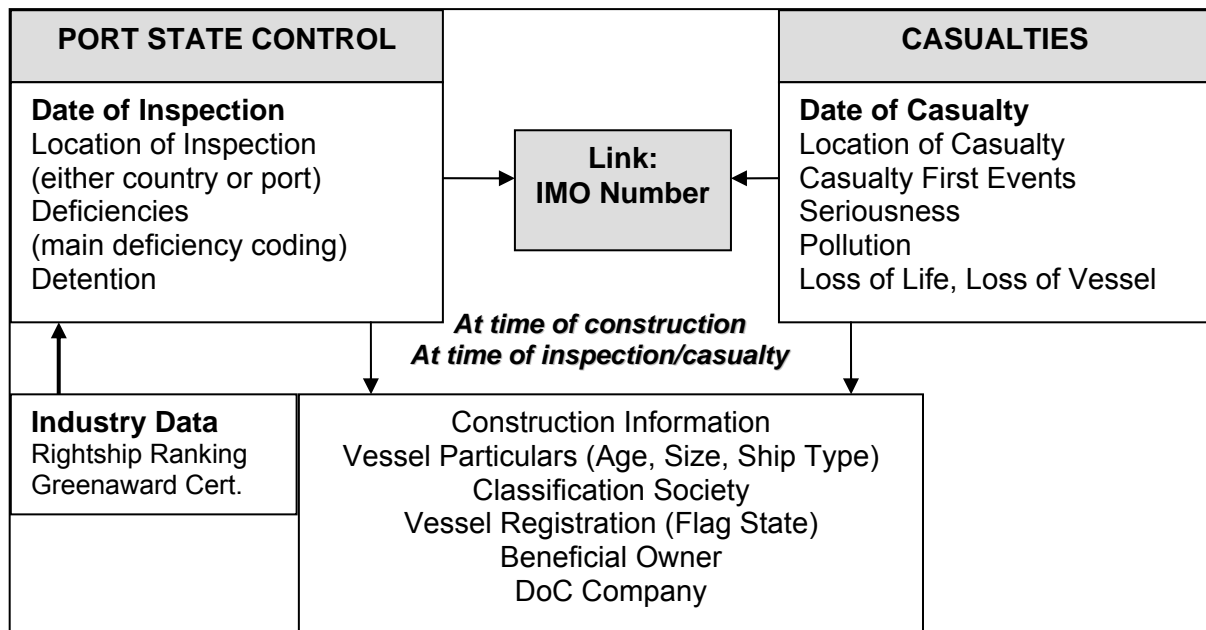 PORT STATE CONTROL
Date of Inspection
Location of Inspection
(either country or port)
Deficiencies
(main deficiency coding)
Detention
Link:
IMO Number
CASUALTIES
Date of Casualty
Location of Casualty
Casualty First Events
Seriousness
Pollution
Loss of Life, Loss of Vessel
At time of construction
At time of inspection/casualty
Industry Data
Rightship Ranking
Greenaward Cert.
Construction Information
Vessel Particulars (Age, Size, Ship Type)
Classification Society
Vessel Registration (Flag State)
Beneficial Owner
DoC Company